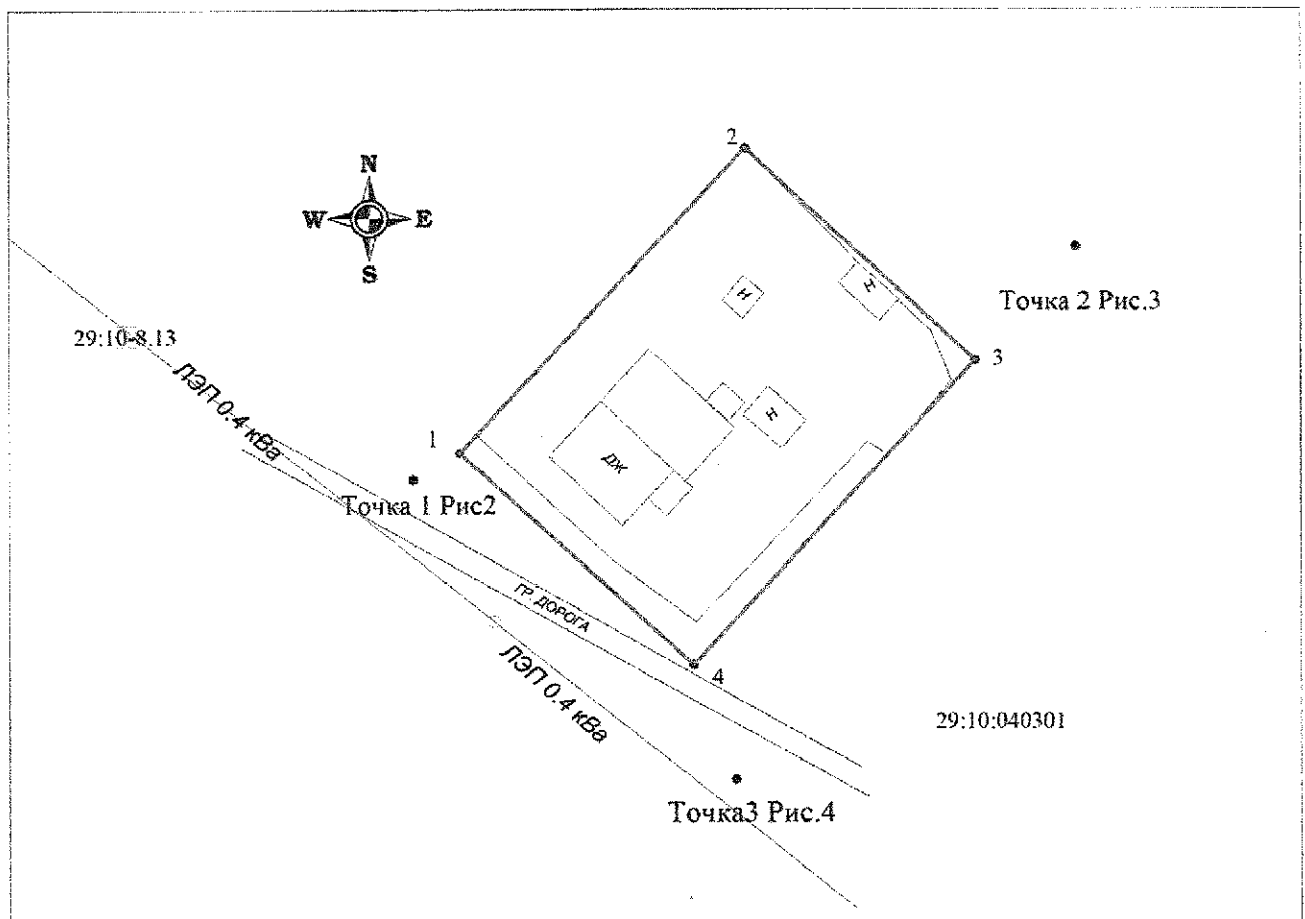 2
N
W E
S
Н
Н
Точка 2 Рис.3
29:10-8.13
3
ЛЭП 0.4 кВа
Н
1
ДЖ
Точка 1 Рис2
ГР. ДОРОГА
4
ЛЭП 0.4 кВа
29:10:040301
Точка3 Рис.4